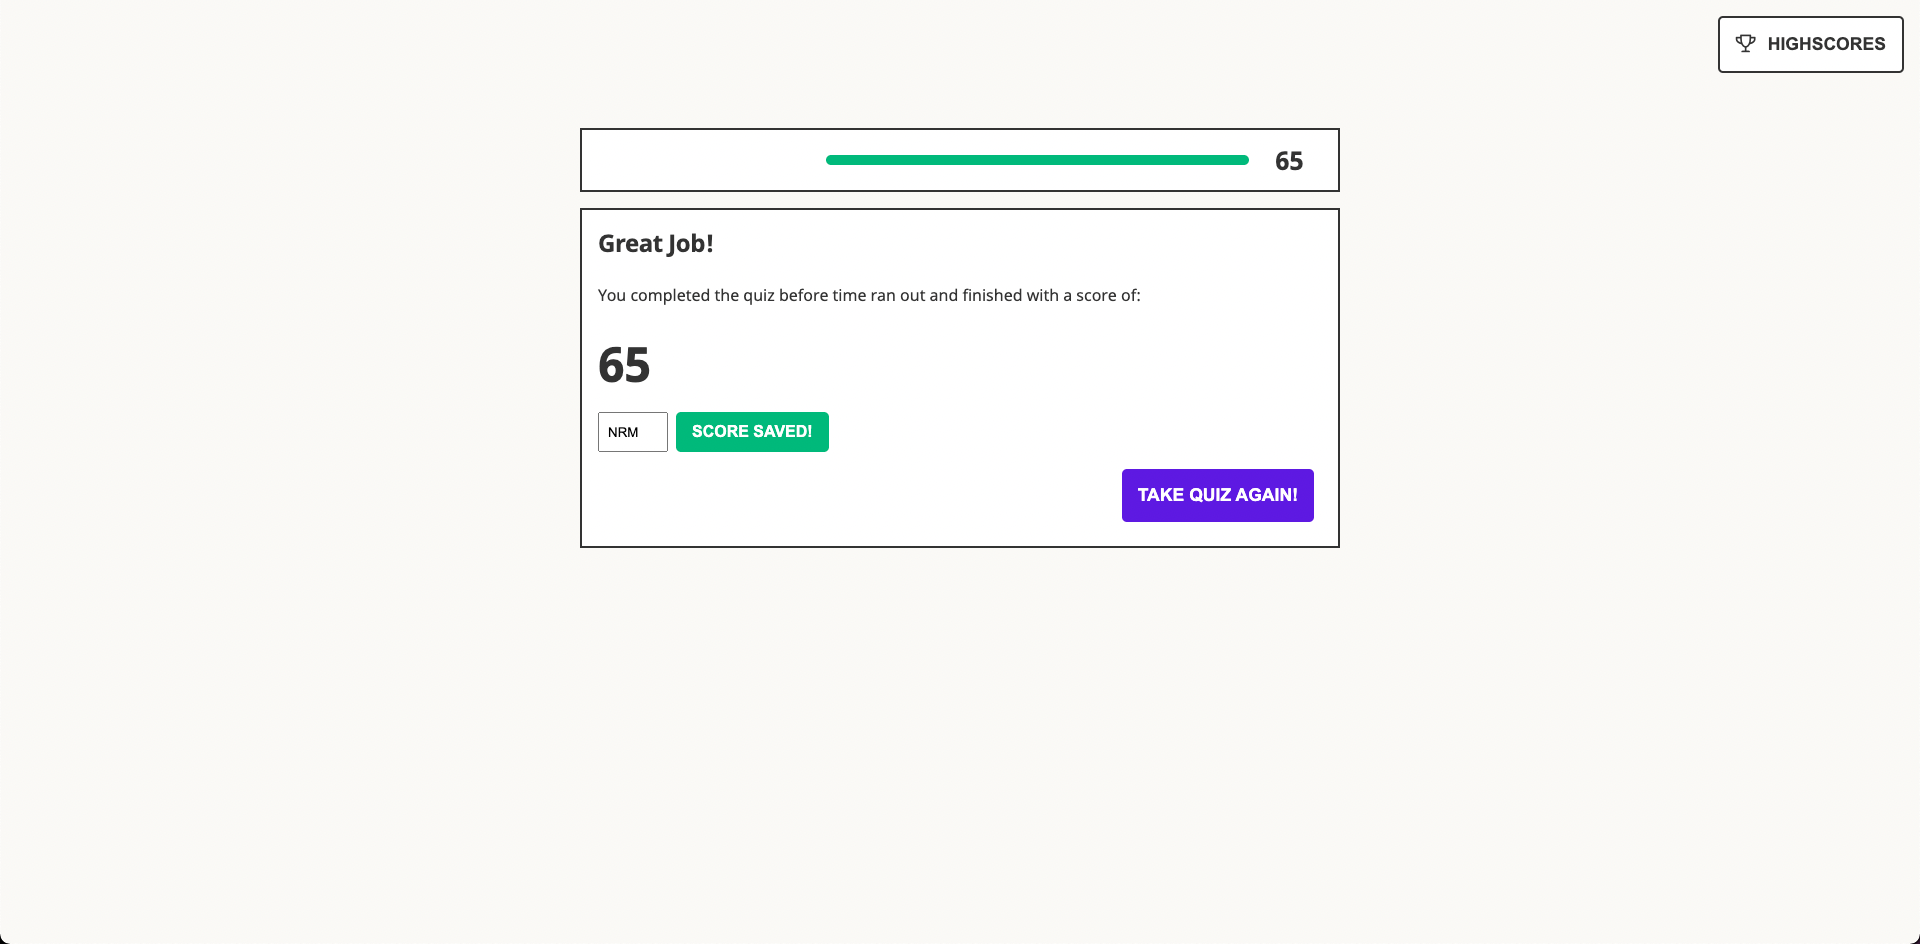 HIGHSCORES
65
Great Job!
You completed the quiz before time ran out and finished with a score of:
65
NRM SCORE SAVED!
TAKE QUIZ AGAIN!